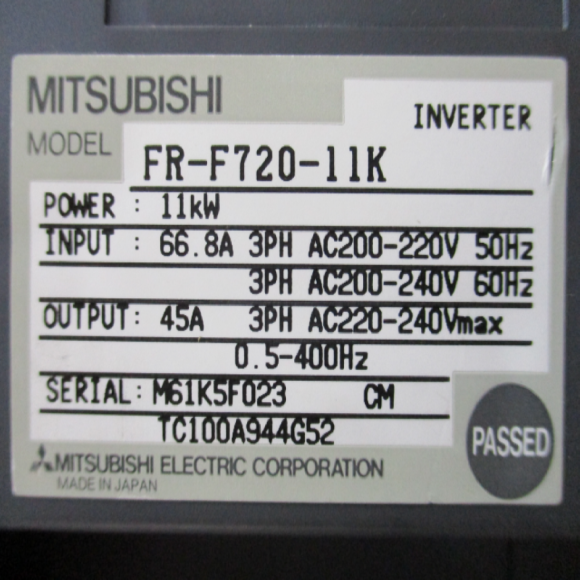 MITSUBISHI
INVERTER
MODEL FR-F720-11K
POWER : 11kW
INPUT : 66.8A 3PH AC200-220V 50Hz
3PH AC200-240V 60Hz
OUTPUT: 45A 3PH AC220-240Vmax
0.5-400Hz
SERIAL: M61K5F023 CM
TC100A944G52
PASSED
MITSUBISHI ELECTRIC CORPORATION
MADE IN JAPAN